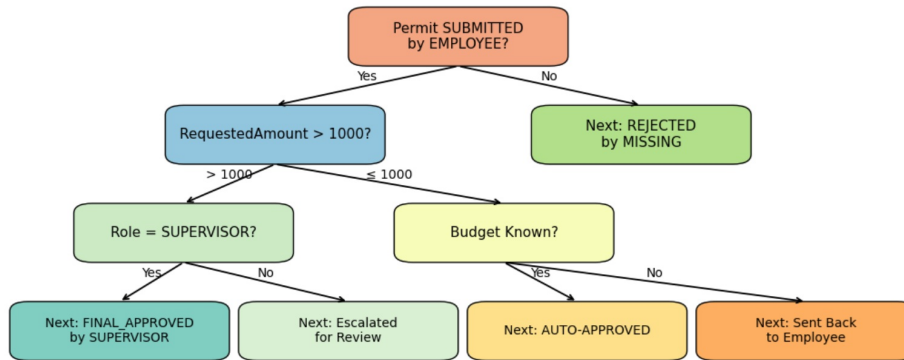 Permit SUBMITTED
by EMPLOYEE?
Yes
No
RequestedAmount > 1000?
Next: REJECTED
by MISSING
> 1000
≤ 1000
Role = SUPERVISOR?
Budget Known?
Yes
No
Yes
No
Next: FINAL_APPROVED
by SUPERVISOR
Next: Escalated
for Review
Next: AUTO-APPROVED
Next: Sent Back
to Employee